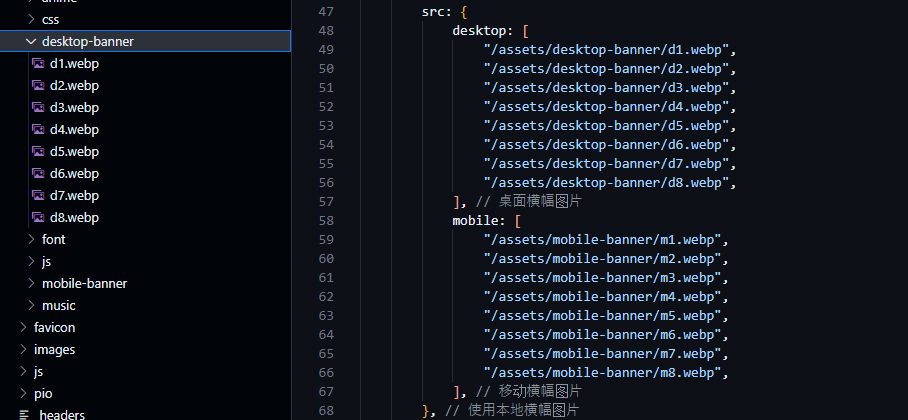 css
desktop-banner
d1.webp
d2.webp
d3.webp
d4.webp
d5.webp
d6.webp
d7.webp
d8.webp
font
js
mobile-banner
music
favicon
images
js
pio
headers
47 src: {
48 desktop: [
49 "/assets/desktop-banner/d1.webp",
50 "/assets/desktop-banner/d2.webp",
51 "/assets/desktop-banner/d3.webp",
52 "/assets/desktop-banner/d4.webp",
53 "/assets/desktop-banner/d5.webp",
54 "/assets/desktop-banner/d6.webp",
55 "/assets/desktop-banner/d7.webp",
56 "/assets/desktop-banner/d8.webp",
57 ], // 桌面横幅图片
58 mobile: [
59 "/assets/mobile-banner/m1.webp",
60 "/assets/mobile-banner/m2.webp",
61 "/assets/mobile-banner/m3.webp",
62 "/assets/mobile-banner/m4.webp",
63 "/assets/mobile-banner/m5.webp",
64 "/assets/mobile-banner/m6.webp",
65 "/assets/mobile-banner/m7.webp",
66 "/assets/mobile-banner/m8.webp",
67 ], // 移动横幅图片
68 }, // 使用本地横幅图片